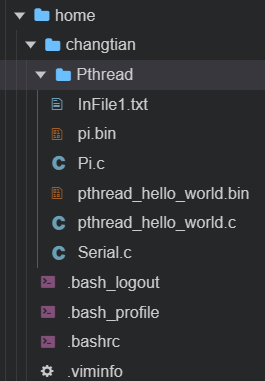 home
changtian
Pthread
InFile1.txt
pi.bin
Pi.c
pthread_hello_world.bin
pthread_hello_world.c
Serial.c
.bash_logout
.bash_profile
.bashrc
.viminfo